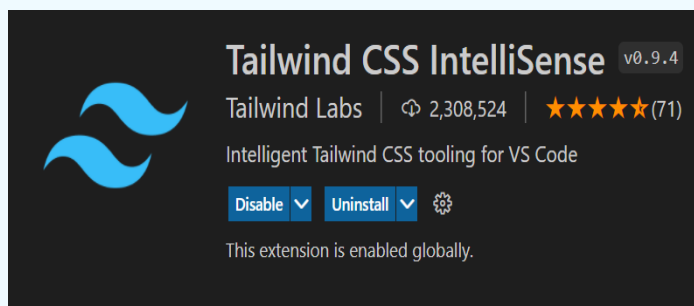 Tailwind CSS IntelliSense v0.9.4
Tailwind Labs 2,308,524 (71)
Intelligent Tailwind CSS tooling for VS Code
Disable Uninstall
This extension is enabled globally.